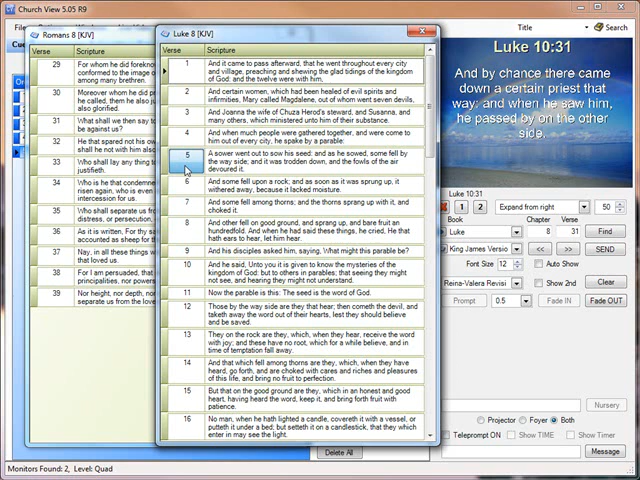 Church View 5.05 R9
Title
Search
Romans 8 [KJV]
Verse Scripture
29 For whom he did foreknow
conformed to the image o
among many brethren.
30 Moreover whom he did pr
he called, them he also ju
also glorified.
31 What shall we then say to
be against us?
32 He that spared not his ow
shall he not with him also
33 Who shall lay any thing to
justifieth.
34 Who is he that condemne
risen again, who is even a
intercession for us.
35 Who shall separate us fro
distress, or persecution, o
36 As it is written, For thy sa
accounted as sheep for th
37 Nay, in all these things w
that loved us.
38 For I am persuaded, that n
principalities, nor powers
39 Nor height, nor depth, nor
separate us from the love
Luke 8 [KJV]
Verse Scripture
1 And it came to pass afterward, that he went throughout every city
and village, preaching and shewing the glad tidings of the kingdom
of God: and the twelve were with him,
2 And certain women, which had been healed of evil spirits and
infirmities, Mary called Magdalene, out of whom went seven devils,
3 And Joanna the wife of Chuza Herod's steward, and Susanna, and
many others, which ministered unto him of their substance.
4 And when much people were gathered together, and were come to
him out of every city, he spake by a parable:
5 A sower went out to sow his seed: and as he sowed, some fell by
the way side; and it was trodden down, and the fowls of the air
devoured it.
6 And some fell upon a rock; and as soon as it was sprung up, it
withered away, because it lacked moisture.
7 And some fell among thorns; and the thorns sprang up with it, and
choked it.
8 And other fell on good ground, and sprang up, and bare fruit an
hundredfold. And when he had said these things, he cried, He that
hath ears to hear, let him hear.
9 And his disciples asked him, saying, What might this parable be?
10 And he said, Unto you it is given to know the mysteries of the
kingdom of God: but to others in parables; that seeing they might
not see, and hearing they might not understand.
11 Now the parable is this: The seed is the word of God.
12 Those by the way side are they that hear; then cometh the devil, and
taketh away the word out of their hearts, lest they should believe
and be saved.
13 They on the rock are they, which, when they hear, receive the word
with joy; and these have no root, which for a while believe, and in
time of temptation fall away.
14 And that which fell among thorns are they, which, when they have
heard, go forth, and are choked with cares and riches and pleasures
of this life, and bring no fruit to perfection.
15 But that on the good ground are they, which in an honest and good
heart, having heard the word, keep it, and bring forth fruit with
patience.
16 No man, when he hath lighted a candle, covereth it with a vessel, or
putteth it under a bed; but setteth it on a candlestick, that they which
enter in may see the light.
Luke 10:31
And by chance there came
down a certain priest that
way: and when he saw him,
he passed by on the other
side.
Luke 10:31
1 2 Expand from right 50
Book Chapter Verse
Luke 8 31 Find
King James Versio << >> SEND
Font Size 12 Auto Show
Reina-Valera Revisi Show 2nd Clear
Prompt 0.5 Fade IN Fade OUT
Nursery
Projector Foyer Both
Teleprompt ON Show TIME Show Timer
Delete All Message
Monitors Found: 2, Level: Quad